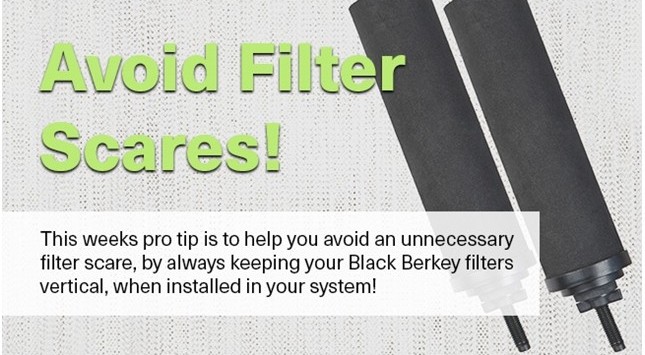 Avoid Filter
Scares!
This weeks pro tip is to help you avoid an unnecessary
filter scare, by always keeping your Black Berkey filters
vertical, when installed in your system!